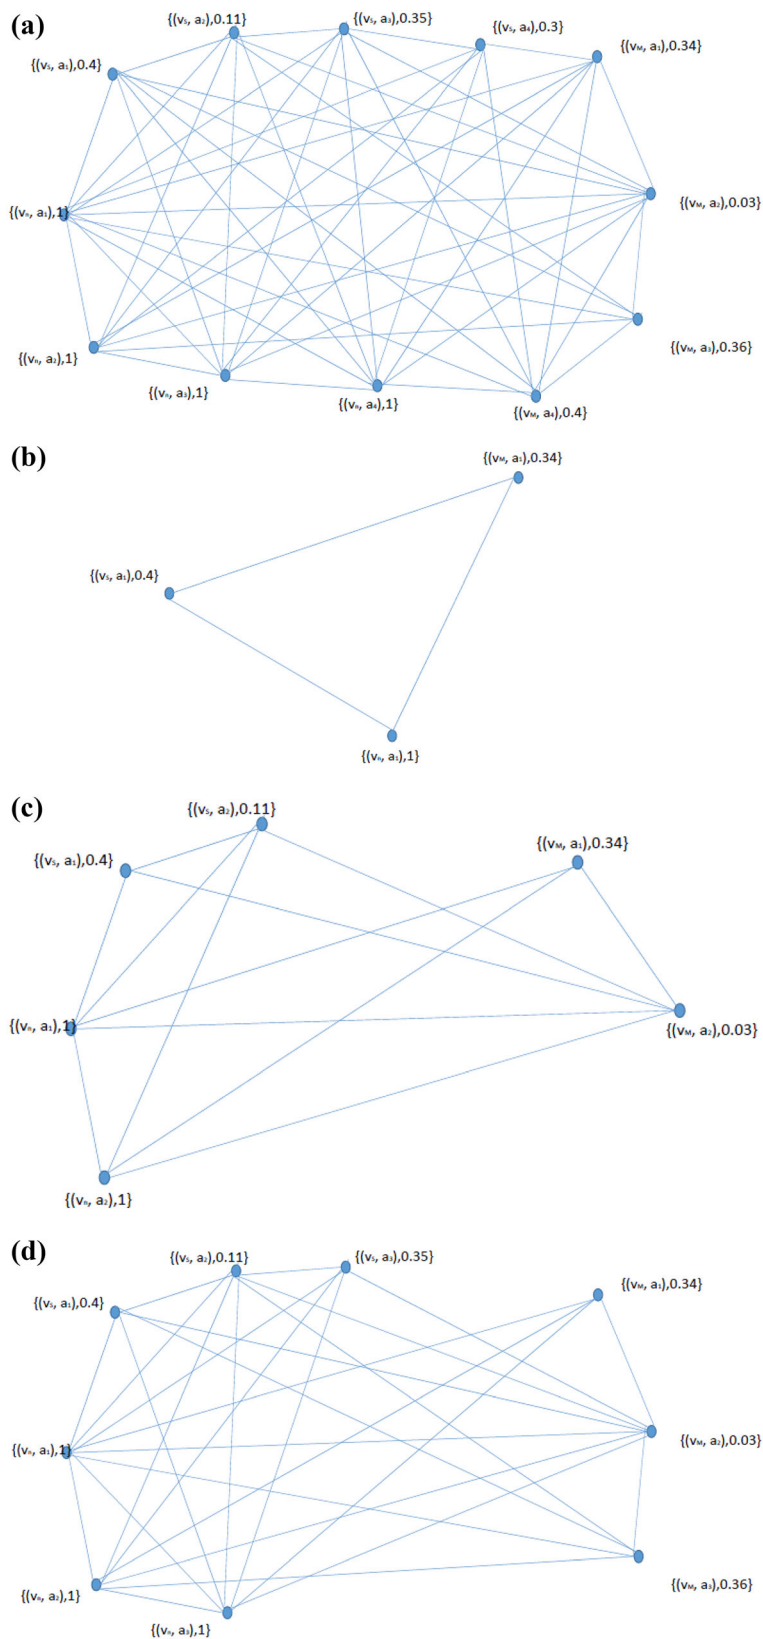 (a)
{(vₛ, a₂),0.11}
{(vₛ, a₃),0.35}
{(vₛ, a₄),0.3}
{(vₘ, a₁),0.34}
{(vₛ, a₁),0.4}
{(vₙ, a₁),1}
{(vₘ, a₂),0.03}
{(vₘ, a₃),0.36}
{(vₙ, a₂),1}
{(vₙ, a₃),1}
{(vₙ, a₄),1}
{(vₘ, a₄),0.4}
(b)
{(vₘ, a₁),0.34}
{(vₛ, a₁),0.4}
{(vₙ, a₁),1}
(c)
{(vₛ, a₂),0.11}
{(vₘ, a₁),0.34}
{(vₛ, a₁),0.4}
{(vₙ, a₁),1}
{(vₘ, a₂),0.03}
{(vₙ, a₂),1}
(d)
{(vₛ, a₂),0.11}
{(vₛ, a₃),0.35}
{(vₘ, a₁),0.34}
{(vₛ, a₁),0.4}
{(vₙ, a₁),1}
{(vₘ, a₂),0.03}
{(vₙ, a₂),1}
{(vₘ, a₃),0.36}
{(vₙ, a₃),1}